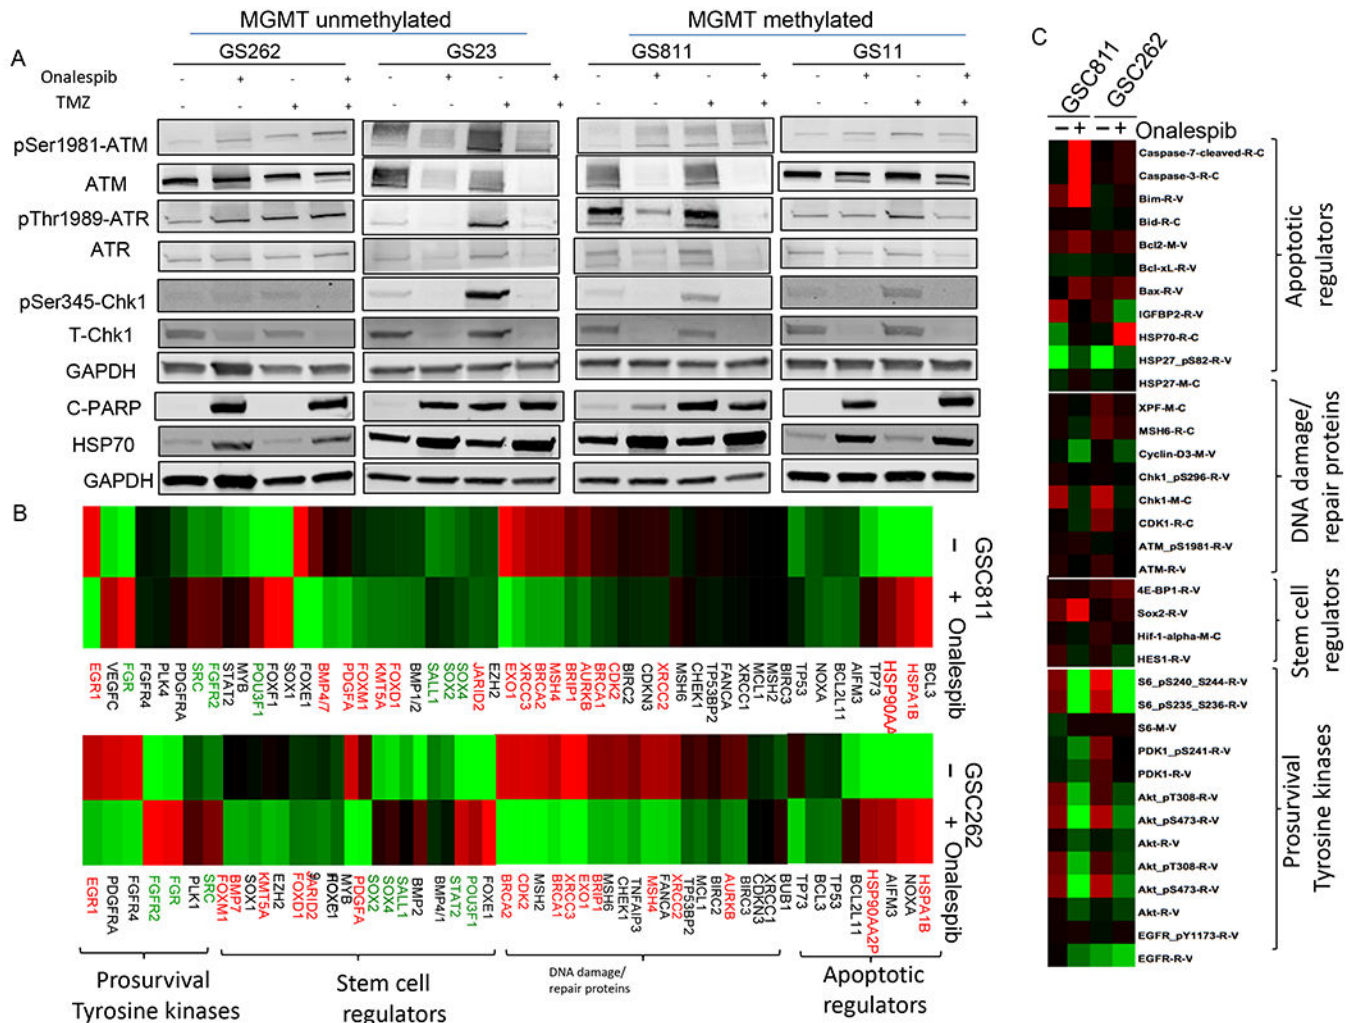 MGMT unmethylated
MGMT methylated
A
GS262
GS23
GS811
GS11
Onalespib - + - + - + - + - + - + - + - +
TMZ - - + + - - + + - - + + - - + +
pSer1981-ATM
ATM
pThr1989-ATR
ATR
pSer345-Chk1
T-Chk1
GAPDH
C-PARP
HSP70
GAPDH
B
− + Onalespib
GSC811
EGR1
VEGFC
FGR
FGFR4
PLK4
PDGFRA
SRC
FGFR2
STAT2
MYB
POU3F1
FOXF1
SOX1
FOXE1
BMP4/7
PDGFA
FOXM1
KMT5A
FOXD1
BMP1/2
SALL1
SOX2
SOX4
JARID2
EZH2
EXO1
XRCC3
BRCA2
MSH4
BRIP1
AURKB
BRCA1
CDK2
BIRC2
CDKN3
XRCC2
MSH6
CHEK1
TP53BP2
FANCA
XRCC1
MCL1
MSH2
BIRC3
TP53
NOXA
BCL2L11
AIFM3
TP73
HSP90AA
HSPA1B
BCL3
− + Onalespib
GSC262
EGR1
PDGFRA
FGFR4
FGFR2
FGR
PLK1
SRC
FOXM1
BMP7
SOX1
KMT5A
EZH2
FOXD1
JARID2
FOXC1
MYB
PDGFA
SOX2
SOX4
SALL1
BMP2
BMP4/1
STAT2
POU3F1
FOXE1
BRCA2
CDK2
MSH2
BRCA1
XRCC3
EXO1
BRIP1
MSH6
CHEK1
TNFAIP3
MSH4
FANCA
XRCC2
TP53BP2
MCL1
BIRC2
AURKB
BIRC3
CDKN3
XRCC1
BUB1
TP73
BCL3
TP53
BCL2L11
HSP90AA2P
AIFM3
NOXA
HSPA1B
Prosurvival
Tyrosine kinases
Stem cell
regulators
DNA damage/
repair proteins
Apoptotic
regulators
C
GSC811
GSC262
− + − + Onalespib
Caspase-7-cleaved-R-C
Caspase-3-R-C
Bim-R-V
Bid-R-C
Bcl2-M-V
Bcl-xL-R-V
Bax-R-V
IGFBP2-R-V
HSP70-R-C
HSP27_pS82-R-V
HSP27-M-C
XPF-M-C
MSH6-R-C
Cyclin-D3-M-V
Chk1_pS296-R-V
Chk1-M-C
CDK1-R-C
ATM_pS1981-R-V
ATM-R-V
4E-BP1-R-V
Sox2-R-V
Hif-1-alpha-M-C
HES1-R-V
S6_pS240_S244-R-V
S6_pS235_S236-R-V
S6-M-V
PDK1_pS241-R-V
PDK1-R-V
Akt_pT308-R-V
Akt_pS473-R-V
Akt-R-V
Akt_pT308-R-V
Akt_pS473-R-V
Akt-R-V
EGFR_pY1173-R-V
EGFR-R-V
Apoptotic
regulators
DNA damage/
repair proteins
Stem cell
regulators
Prosurvival
Tyrosine kinases